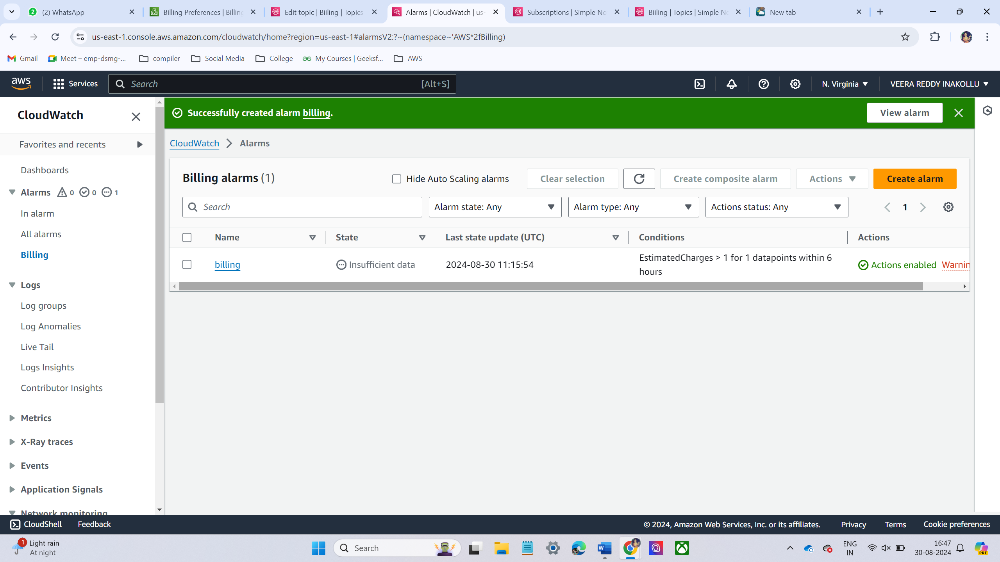 (2) WhatsApp
Billing Preferences | Billing
Edit topic | Biiling | Topics
Alarms | CloudWatch | us-
Subscriptions | Simple No
Biiling | Topics | Simple No
New tab
us-east-1.console.aws.amazon.com/cloudwatch/home?region=us-east-1#alarmsV2:?~(namespace~'AWS*2fBilling)
Gmail
Meet – emp-dsmg-...
compiler
Social Media
College
My Courses | Geeksf...
AWS
aws
Services
Search
[Alt+S]
N. Virginia
VEERA REDDY INAKOLLU
CloudWatch
Favorites and recents
Dashboards
Alarms 0 0 1
In alarm
All alarms
Billing
Logs
Log groups
Log Anomalies
Live Tail
Logs Insights
Contributor Insights
Metrics
X-Ray traces
Events
Application Signals
Network monitoring
Successfully created alarm billing.
View alarm
CloudWatch
Alarms
Billing alarms (1)
Hide Auto Scaling alarms
Clear selection
Create composite alarm
Actions
Create alarm
Search
Alarm state: Any
Alarm type: Any
Actions status: Any
1
Name
State
Last state update (UTC)
Conditions
Actions
billing
Insufficient data
2024-08-30 11:15:54
EstimatedCharges > 1 for 1 datapoints within 6
hours
Actions enabled
Warnin
CloudShell
Feedback
© 2024, Amazon Web Services, Inc. or its affiliates.
Privacy
Terms
Cookie preferences
1
Light rain
At night
Search
ENG
IN
16:47
30-08-2024
PRE